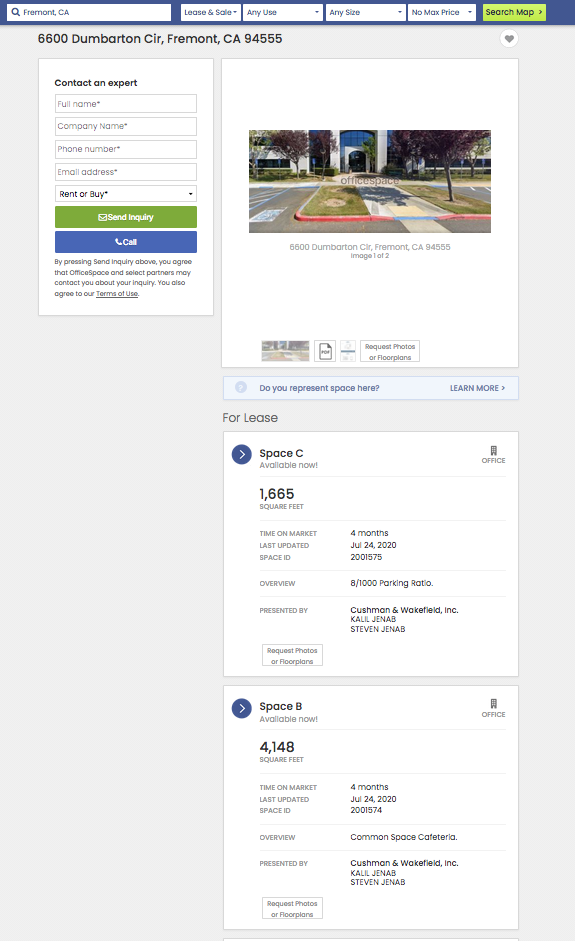 Fremont, CA
Lease & Sale
Any Use
Any Size
No Max Price
Search Map >
6600 Dumbarton Cir, Fremont, CA 94555
Contact an expert
Full name*
Company Name*
Phone number*
Email address*
Rent or Buy*
Send Inquiry
Call
By pressing Send Inquiry above, you agree
that OfficeSpace and select partners may
contact you about your inquiry. You also
agree to our Terms of Use.
officespace
6600 Dumbarton Cir, Fremont, CA 94555
Image 1 of 2
PDF
Request Photos
or Floorplans
Do you represent space here?
LEARN MORE >
For Lease
Space C
Available now!
OFFICE
1,665
SQUARE FEET
TIME ON MARKET 4 months
LAST UPDATED Jul 24, 2020
SPACE ID 2001575
OVERVIEW 8/1000 Parking Ratio.
PRESENTED BY Cushman & Wakefield, Inc.
KALIL JENAB
STEVEN JENAB
Request Photos
or Floorplans
Space B
Available now!
OFFICE
4,148
SQUARE FEET
TIME ON MARKET 4 months
LAST UPDATED Jul 24, 2020
SPACE ID 2001574
OVERVIEW Common Space Cafeteria.
PRESENTED BY Cushman & Wakefield, Inc.
KALIL JENAB
STEVEN JENAB
Request Photos
or Floorplans